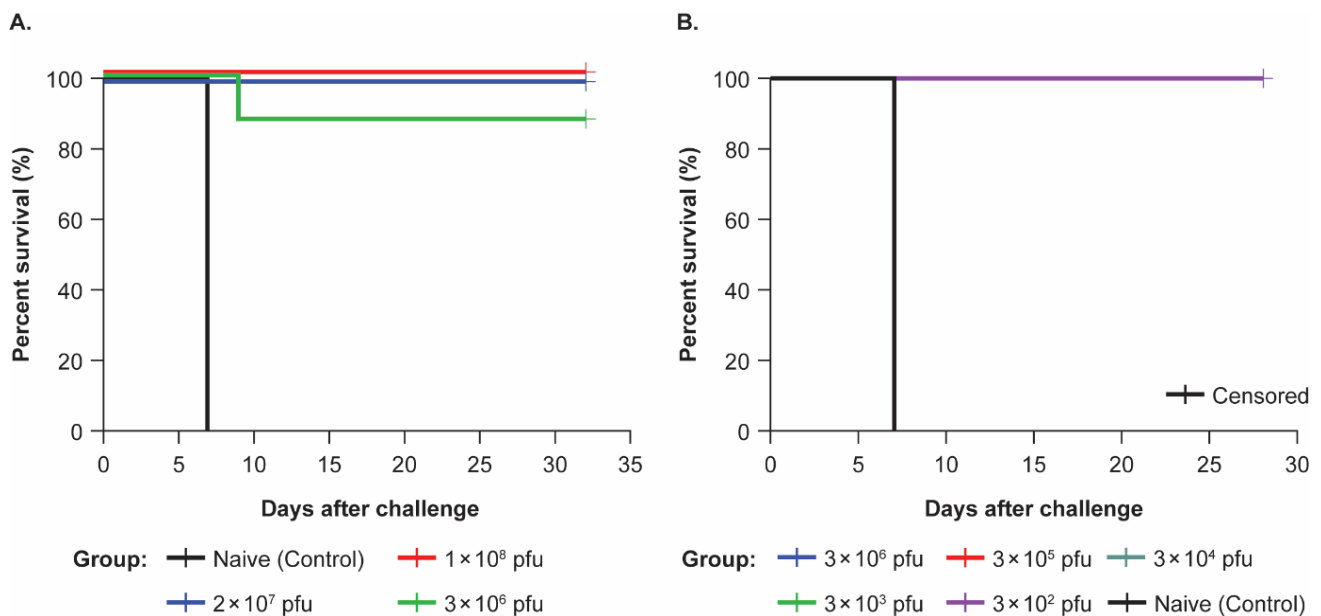 A.
Percent survival (%)
100
80
60
40
20
0
0 5 10 15 20 25 30 35
Days after challenge
Group: Naive (Control) 1 × 10⁸ pfu
2 × 10⁷ pfu 3 × 10⁶ pfu
B.
Percent survival (%)
100
80
60
40
20
0
Censored
0 5 10 15 20 25 30
Days after challenge
Group: 3 × 10⁶ pfu 3 × 10⁵ pfu 3 × 10⁴ pfu
3 × 10³ pfu 3 × 10² pfu Naive (Control)